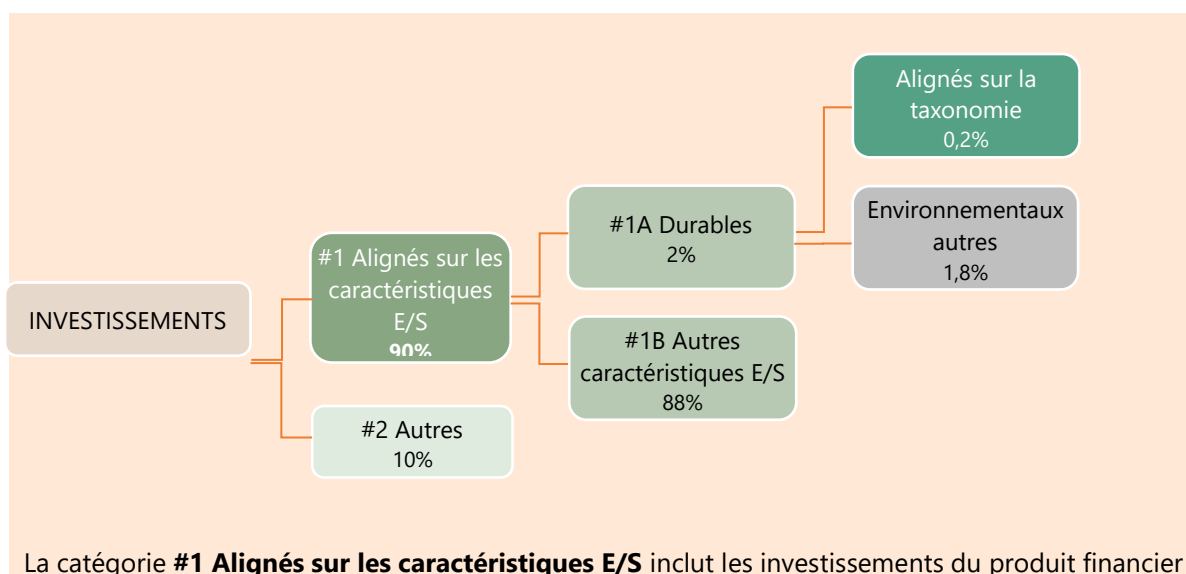 INVESTISSEMENTS
#1 Alignés sur les
caractéristiques
E/S
90%
#2 Autres
10%
#1A Durables
2%
#1B Autres
caractéristiques E/S
88%
Alignés sur la
taxonomie
0,2%
Environnementaux
autres
1,8%
La catégorie #1 Alignés sur les caractéristiques E/S inclut les investissements du produit financier